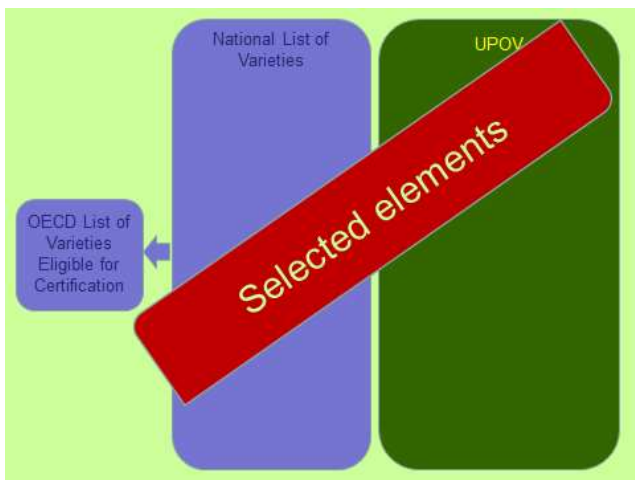 National List of
Varieties
UPOV
Selected elements
OECD List of
Varieties
Eligible for
Certification